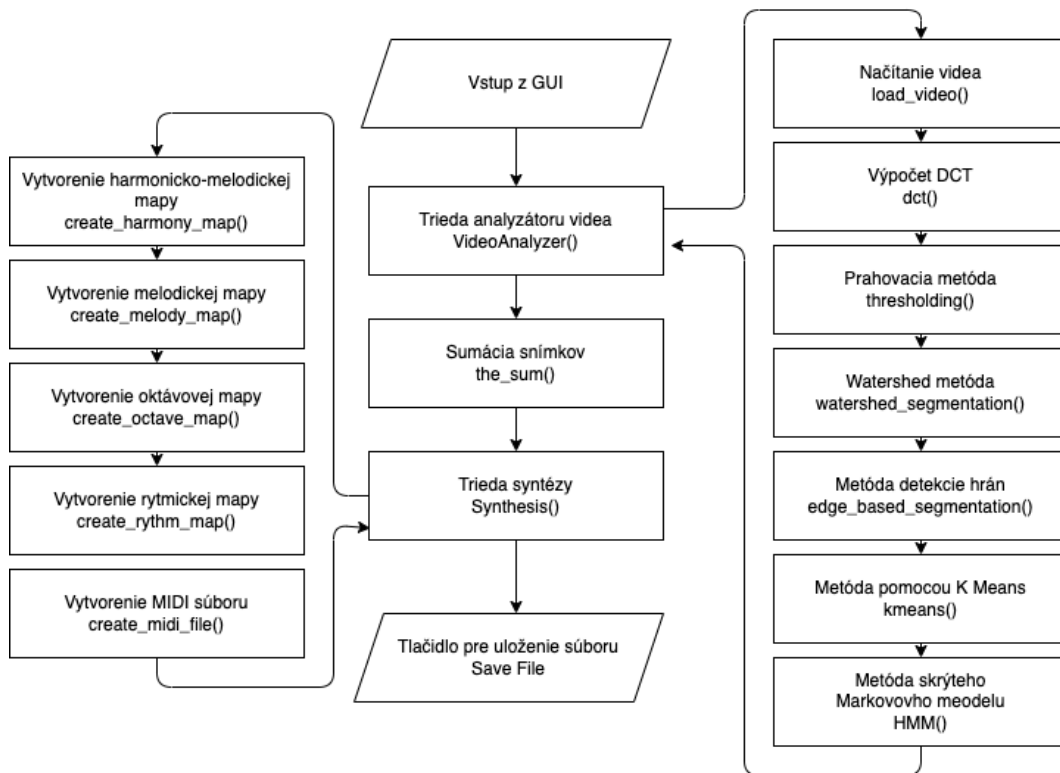 Vstup z GUI
Trieda analyzátoru videa
VideoAnalyzer()
Sumácia snímkov
the_sum()
Trieda syntézy
Synthesis()
Tlačidlo pre uloženie súboru
Save File
Načítanie videa
load_video()
Výpočet DCT
dct()
Prahovacia metóda
thresholding()
Watershed metóda
watershed_segmentation()
Metóda detekcie hrán
edge_based_segmentation()
Metóda pomocou K Means
kmeans()
Metóda skrýteho
Markovovho meodelu
HMM()
Vytvorenie harmonicko-melodickej
mapy
create_harmony_map()
Vytvorenie melodickej mapy
create_melody_map()
Vytvorenie oktávovej mapy
create_octave_map()
Vytvorenie rytmickej mapy
create_rythm_map()
Vytvorenie MIDI súboru
create_midi_file()